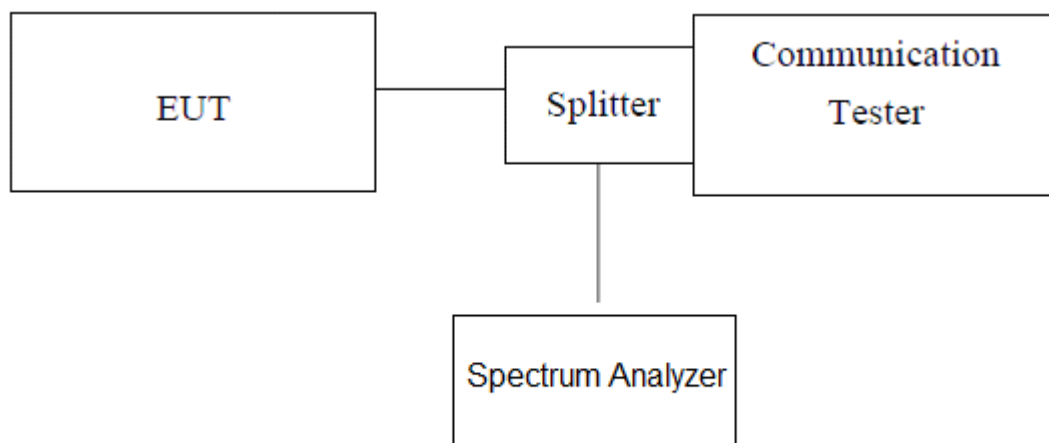 EUT
Splitter
Communication
Tester
Spectrum Analyzer